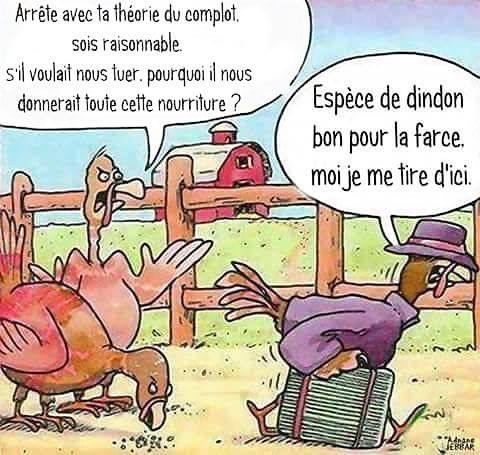 Arrête avec ta théorie du complot,
sois raisonnable.
s'il voulait nous tuer, pourquoi il nous
donnerait toute cette nourriture ?
Espèce de dindon
bon pour la farce,
moi je me tire d'ici.
Adnane
JEBBAR